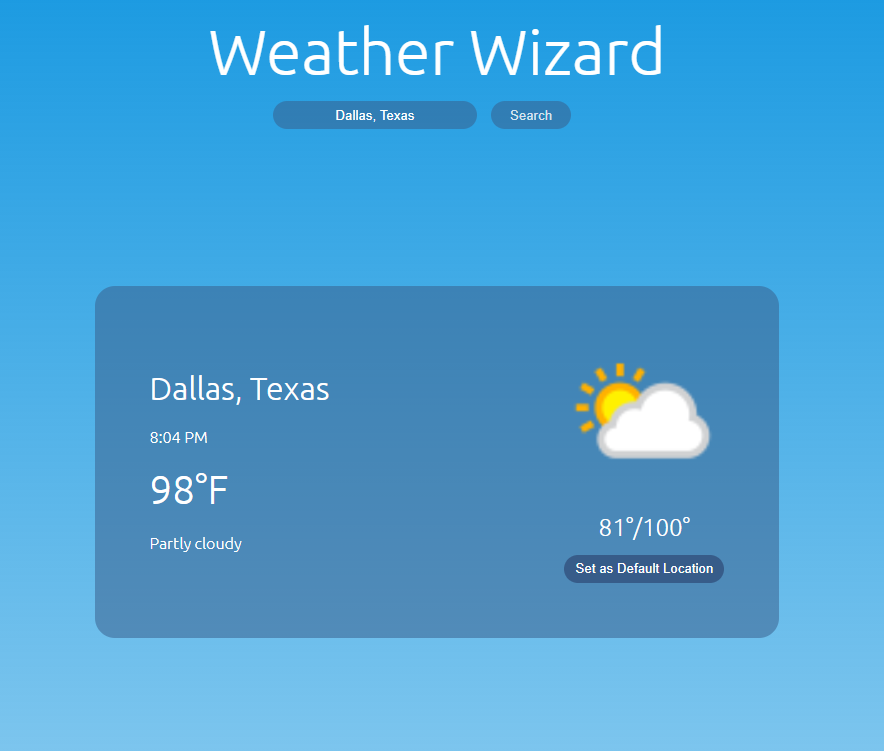 Weather Wizard
Dallas, Texas
Search
Dallas, Texas
8:04 PM
98°F
Partly cloudy
81°/100°
Set as Default Location